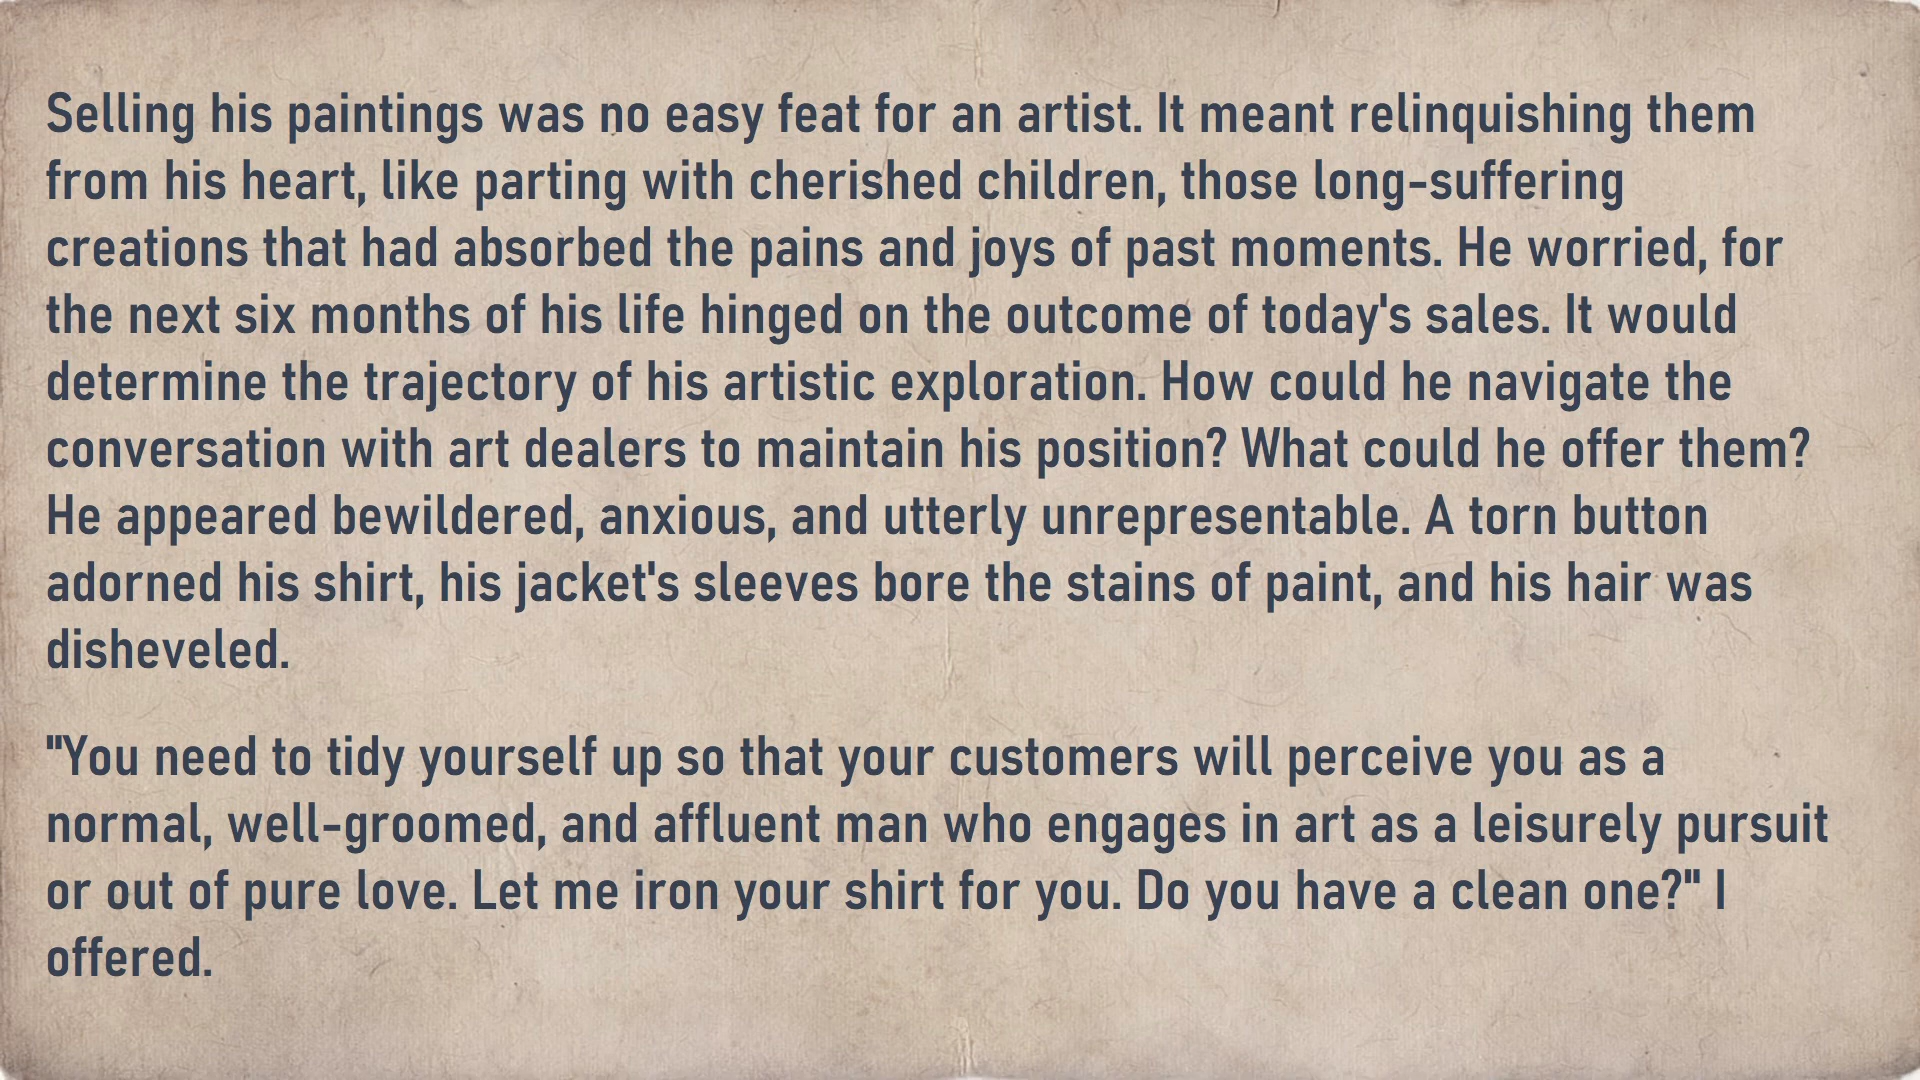 Selling his paintings was no easy feat for an artist. It meant relinquishing them
from his heart, like parting with cherished children, those long-suffering
creations that had absorbed the pains and joys of past moments. He worried, for
the next six months of his life hinged on the outcome of today's sales. It would
determine the trajectory of his artistic exploration. How could he navigate the
conversation with art dealers to maintain his position? What could he offer them?
He appeared bewildered, anxious, and utterly unrepresentable. A torn button
adorned his shirt, his jacket's sleeves bore the stains of paint, and his hair was
disheveled.
"You need to tidy yourself up so that your customers will perceive you as a
normal, well-groomed, and affluent man who engages in art as a leisurely pursuit
or out of pure love. Let me iron your shirt for you. Do you have a clean one?" I
offered.